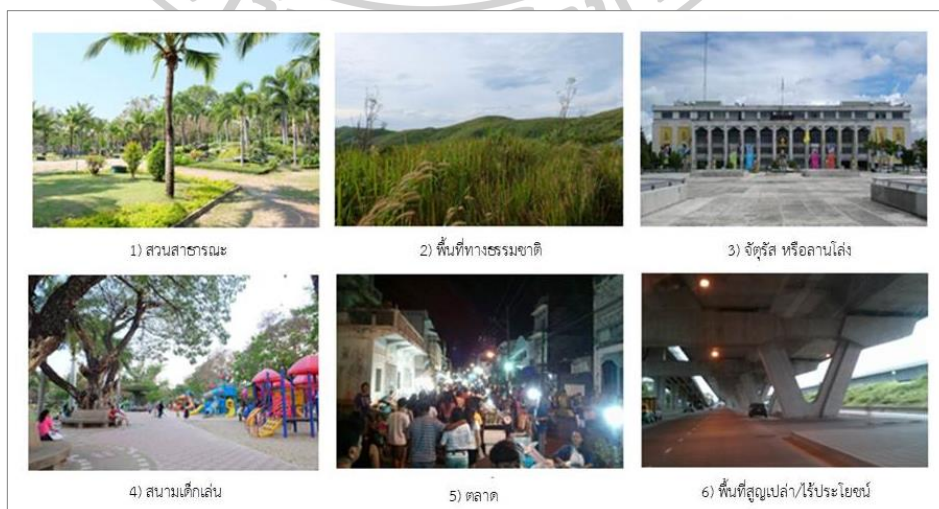 1) สวนสาธารณะ
2) พื้นที่ทางธรรมชาติ
3) จัตุรัส หรือลานโล่ง
4) สนามเด็กเล่น
5) ตลาด
6) พื้นที่สูญเปล่า/ไร้ประโยชน์